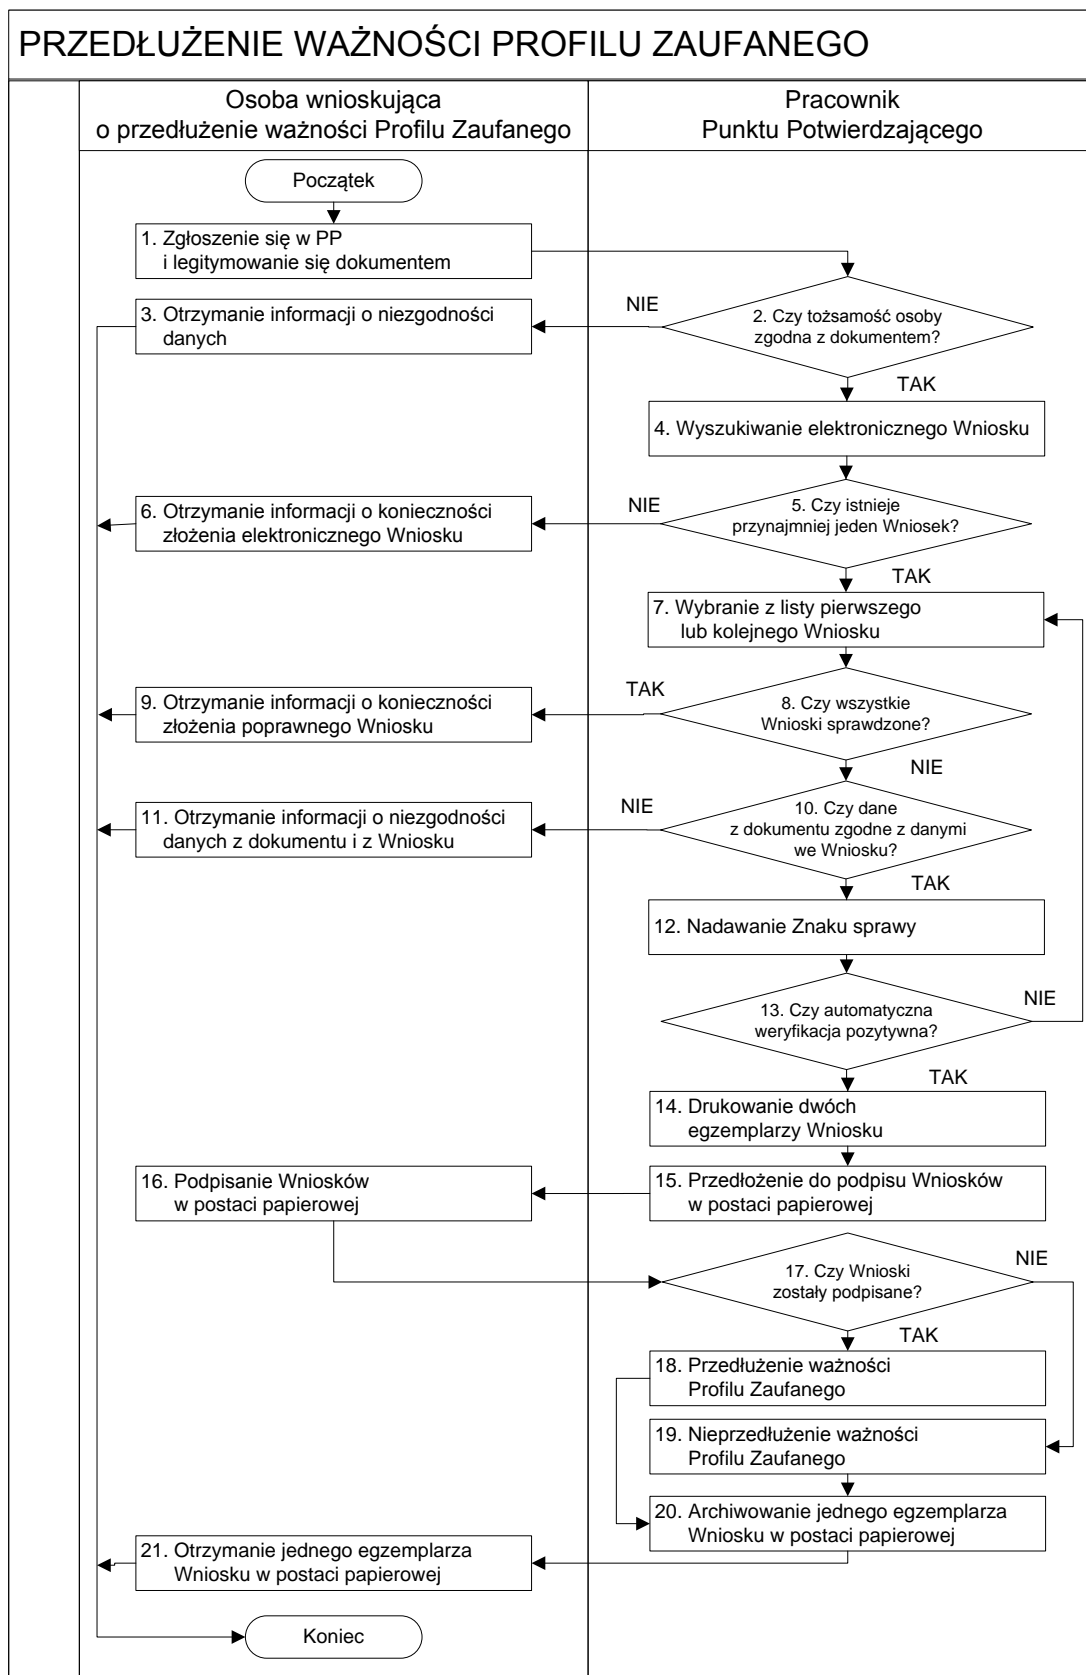 PRZEDŁUŻENIE WAŻNOŚCI PROFILU ZAUFANEGO
Osoba wnioskująca
o przedłużenie ważności Profilu Zaufanego
Pracownik
Punktu Potwierdzającego
Początek
1. Zgłoszenie się w PP
i legitymowanie się dokumentem
2. Czy tożsamość osoby
zgodna z dokumentem?
NIE
3. Otrzymanie informacji o niezgodności
danych
TAK
4. Wyszukiwanie elektronicznego Wniosku
5. Czy istnieje
przynajmniej jeden Wniosek?
NIE
6. Otrzymanie informacji o konieczności
złożenia elektronicznego Wniosku
TAK
7. Wybranie z listy pierwszego
lub kolejnego Wniosku
8. Czy wszystkie
Wnioski sprawdzone?
TAK
9. Otrzymanie informacji o konieczności
złożenia poprawnego Wniosku
NIE
10. Czy dane
z dokumentu zgodne z danymi
we Wniosku?
NIE
11. Otrzymanie informacji o niezgodności
danych z dokumentu i z Wniosku
TAK
12. Nadawanie Znaku sprawy
13. Czy automatyczna
weryfikacja pozytywna?
NIE
TAK
14. Drukowanie dwóch
egzemplarzy Wniosku
15. Przedłożenie do podpisu Wniosków
w postaci papierowej
16. Podpisanie Wniosków
w postaci papierowej
17. Czy Wnioski
zostały podpisane?
NIE
TAK
18. Przedłużenie ważności
Profilu Zaufanego
19. Nieprzedłużenie ważności
Profilu Zaufanego
20. Archiwowanie jednego egzemplarza
Wniosku w postaci papierowej
21. Otrzymanie jednego egzemplarza
Wniosku w postaci papierowej
Koniec